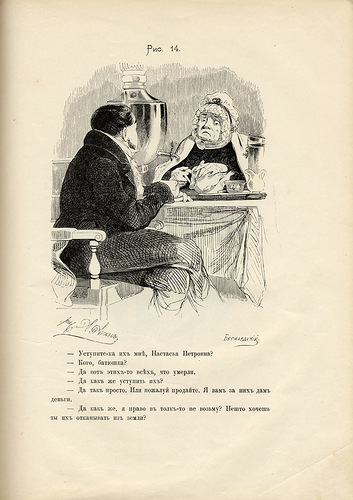 Рис. 14.
Бернардскій
— Уступите-ка ихъ мнѣ, Настасья Петровна?
— Кого, батюшка?
— Да вотъ этихъ-то всѣхъ, что умерли.
— Да какъ же уступить ихъ?
— Да такъ просто. Или пожалуй продайте. Я вамъ за нихъ дамъ
деньги.
— Да какъ же, я право въ толкъ-то не возьму? Нешто хочешь
ты ихъ откапывать изъ земли?